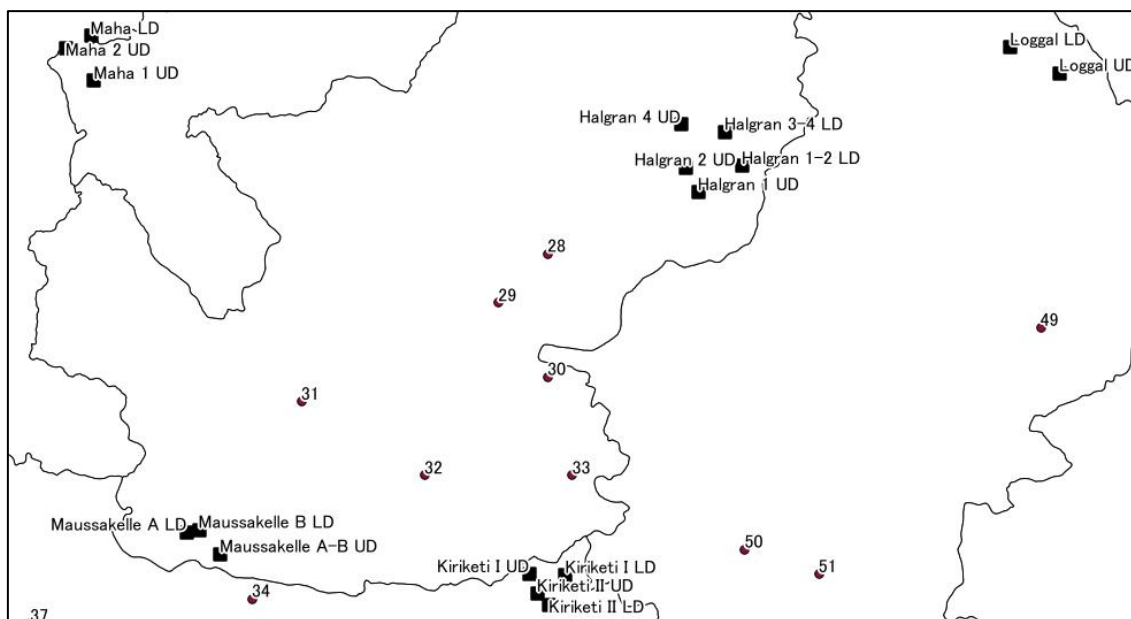 Maha LD
Maha 2 UD
Maha 1 UD
Loggal LD
Loggal UD
Halgran 4 UD
Halgran 3-4 LD
Halgran 2 UD
Halgran 1-2 LD
Halgran 1 UD
28
29
49
30
31
32
33
Maussakelle A LD
Maussakelle B LD
Maussakelle A-B UD
50
Kiriketi I UD
Kiriketi I LD
51
Kiriketi II UD
Kiriketi II LD
34
37